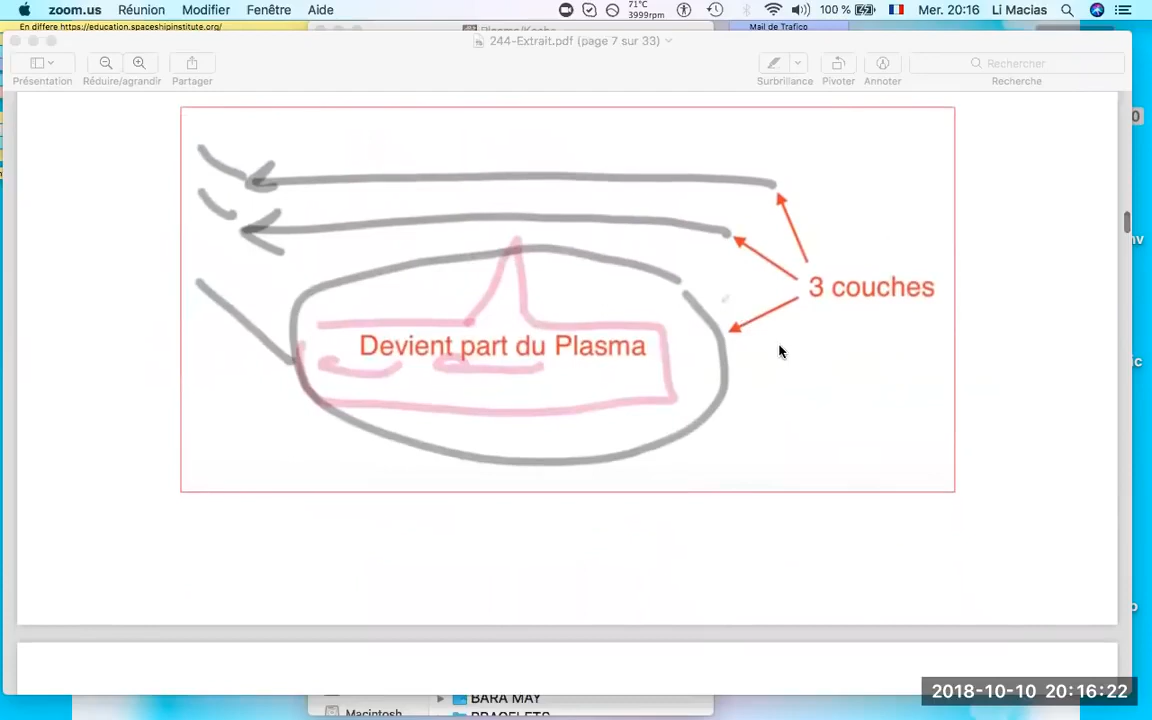 zoom.us Réunion Modifier Fenêtre Aide 71°C 3999rpm 100 % Mer. 20:16 Li Macias
En differe https://education.spaceshipinstitute.org/
Mail de Trafico
244-Extrait.pdf (page 7 sur 33)
Rechercher
Présentation Réduire/agrandir Partager Surbrillance Pivoter Annoter Recherche
3 couches
Devient part du Plasma
BARA MAY
Macintosh
BRACELETS
2018-10-10 20:16:22